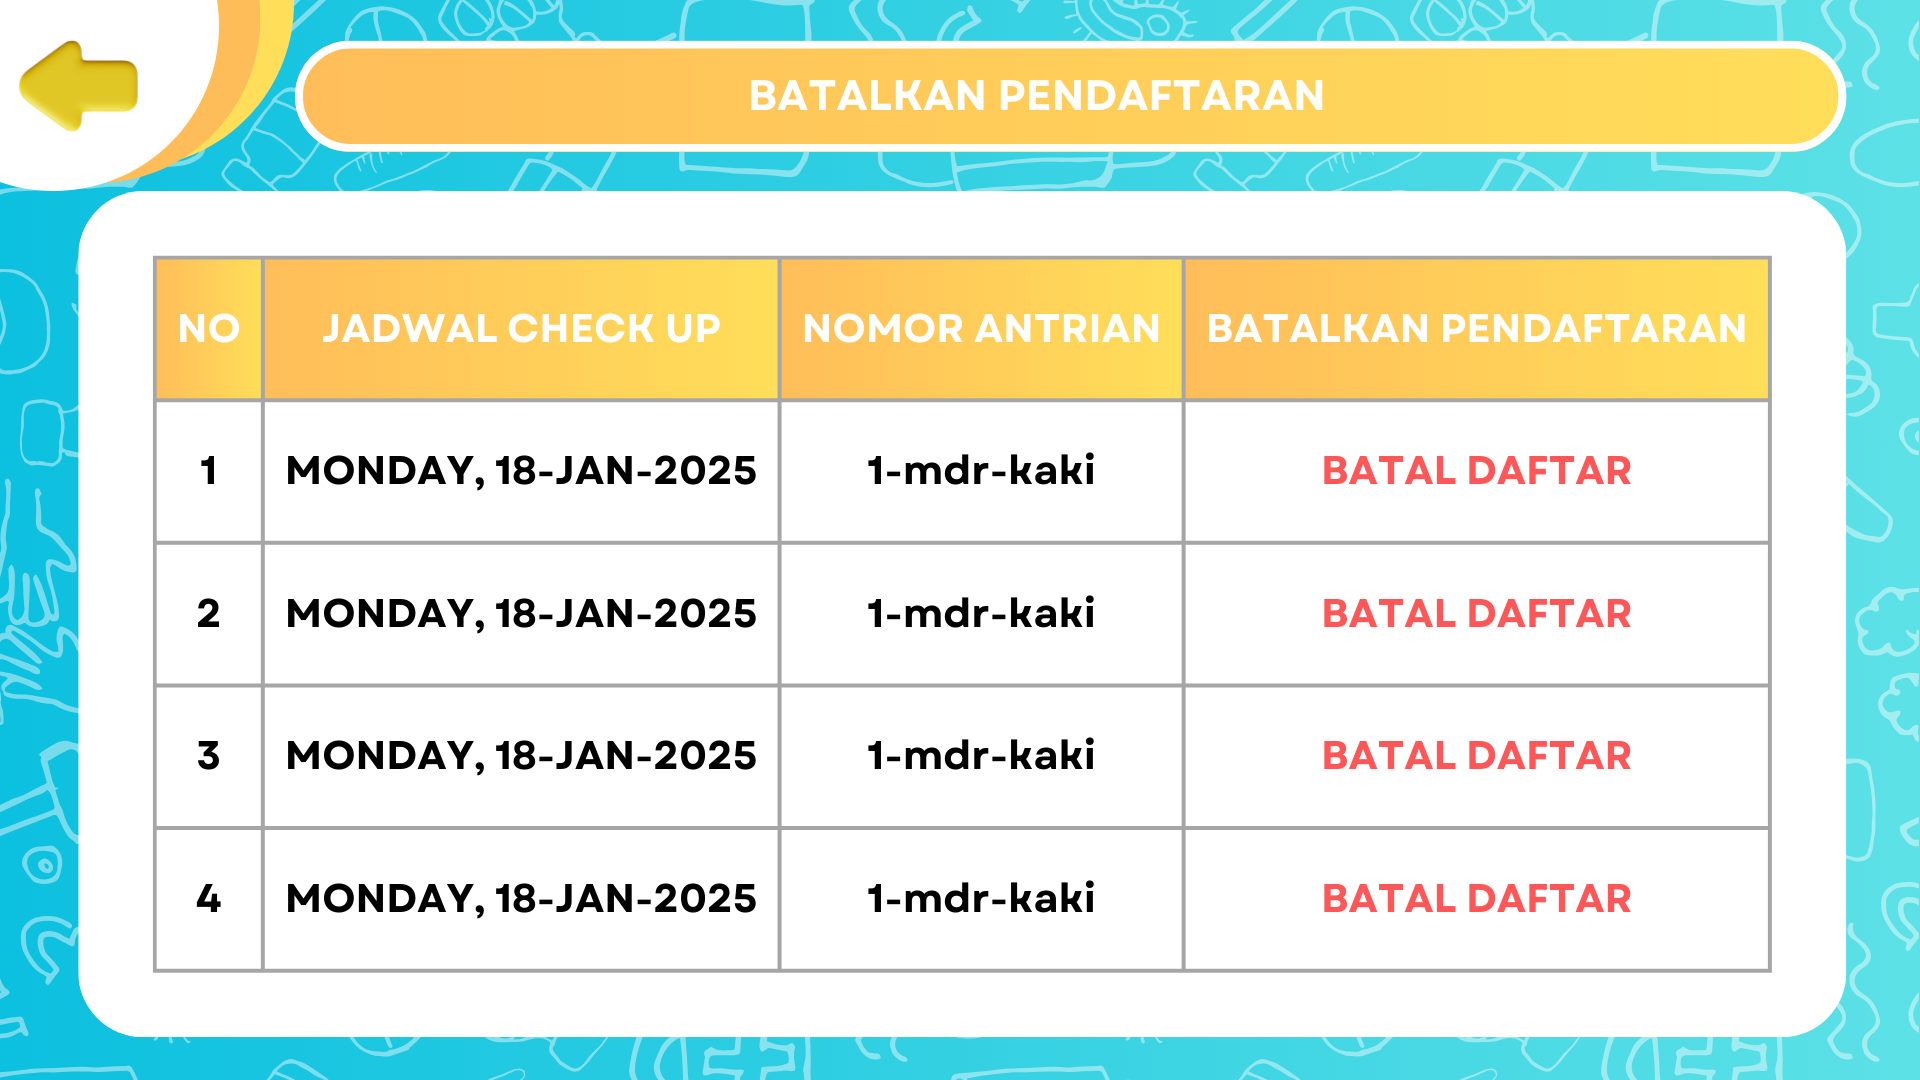 BATALKAN PENDAFTARAN
NO JADWAL CHECK UP NOMOR ANTRIAN BATALKAN PENDAFTARAN
1 MONDAY, 18-JAN-2025 1-mdr-kaki BATAL DAFTAR
2 MONDAY, 18-JAN-2025 1-mdr-kaki BATAL DAFTAR
3 MONDAY, 18-JAN-2025 1-mdr-kaki BATAL DAFTAR
4 MONDAY, 18-JAN-2025 1-mdr-kaki BATAL DAFTAR